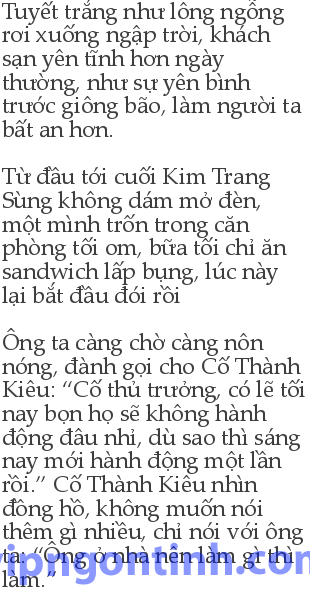 Tuyết trắng như lông ngỗng
rơi xuống ngập trời, khách
sạn yên tĩnh hơn ngày
thường, như sự yên bình
trước giông bão, làm người ta
bất an hơn.
Từ đầu tới cuối Kim Trang
Sùng không dám mở đèn,
một mình trốn trong căn
phòng tối om, bữa tối chỉ ăn
sandwich lấp bụng, lúc này
lại bắt đầu đói rồi
Ông ta càng chờ càng nôn
nóng, đành gọi cho Cố Thành
Kiêu: “Cố thủ trưởng, có lẽ tối
nay bọn họ sẽ không hành
động đâu nhỉ, dù sao thì sáng
nay mới hành động một lần
rồi.” Cố Thành Kiêu nhìn
đồng hồ, không muốn nói
thêm gì nhiều, chỉ nói với ông
ta: “Ông ở nhà nên làm gì thì
làm.”
vipngontinh.com